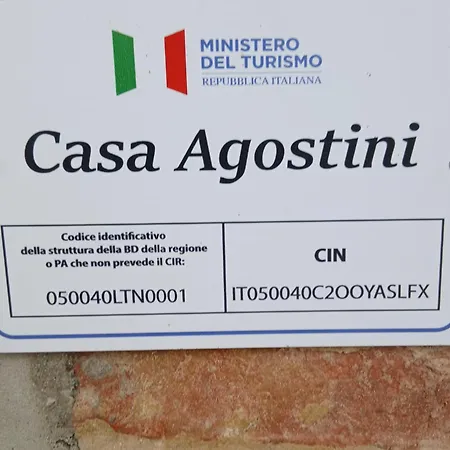 MINISTERO
DEL TURISMO
REPUBBLICA ITALIANA
Casa Agostini
Codice identificativo
della struttura della BD della regione
o PA che non prevede il CIR:
050040LTN0001
CIN
IT050040C2OOYASLFX